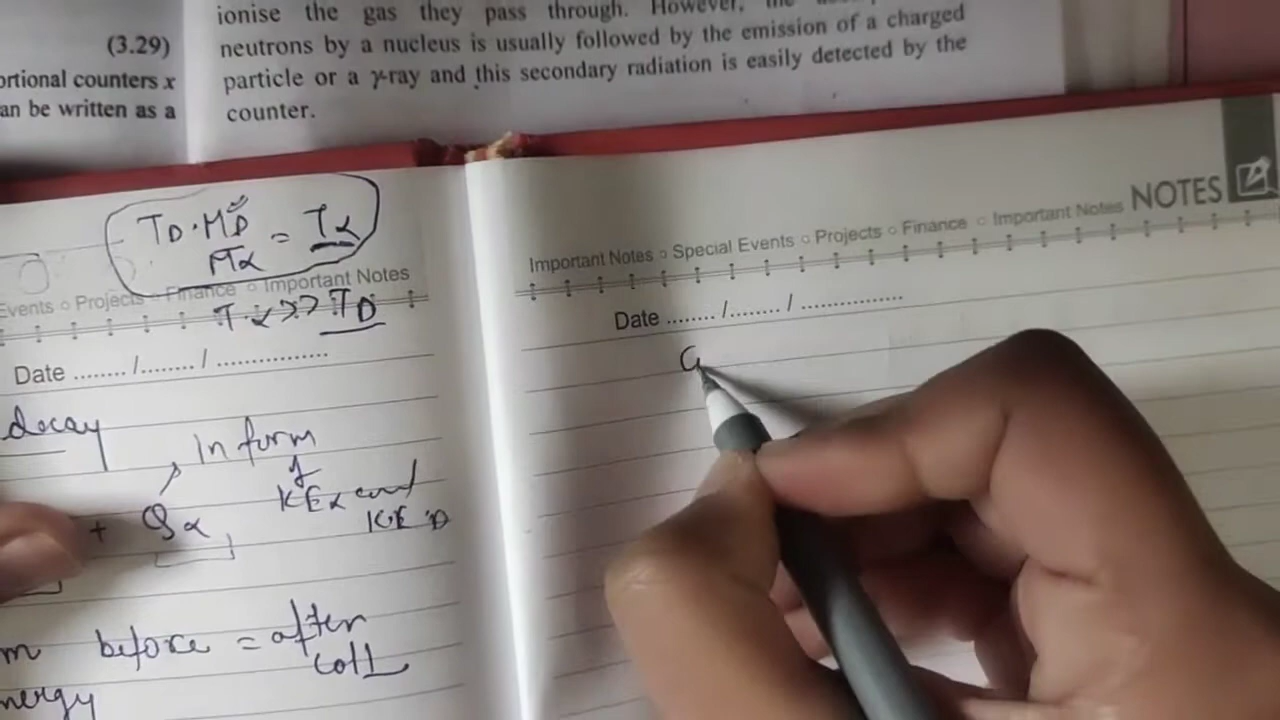 (3.29)
ortional counters x
an be written as a
ionise the gas they pass through. However, the
neutrons by a nucleus is usually followed by the emission of a charged
particle or a γ-ray and this secondary radiation is easily detected by the
counter.
TD·MD = Tα
Mα
Events ○ Projects ○ Finance ○ Important Notes
Tα >> TD
Date ........ /........ / ...............
decay
In form
of
KEα and
KE D
+ Qα
m before = after
coll
nergy
NOTES
Important Notes ○ Special Events ○ Projects ○ Finance ○ Important Notes
Date ........ /........ / ...............